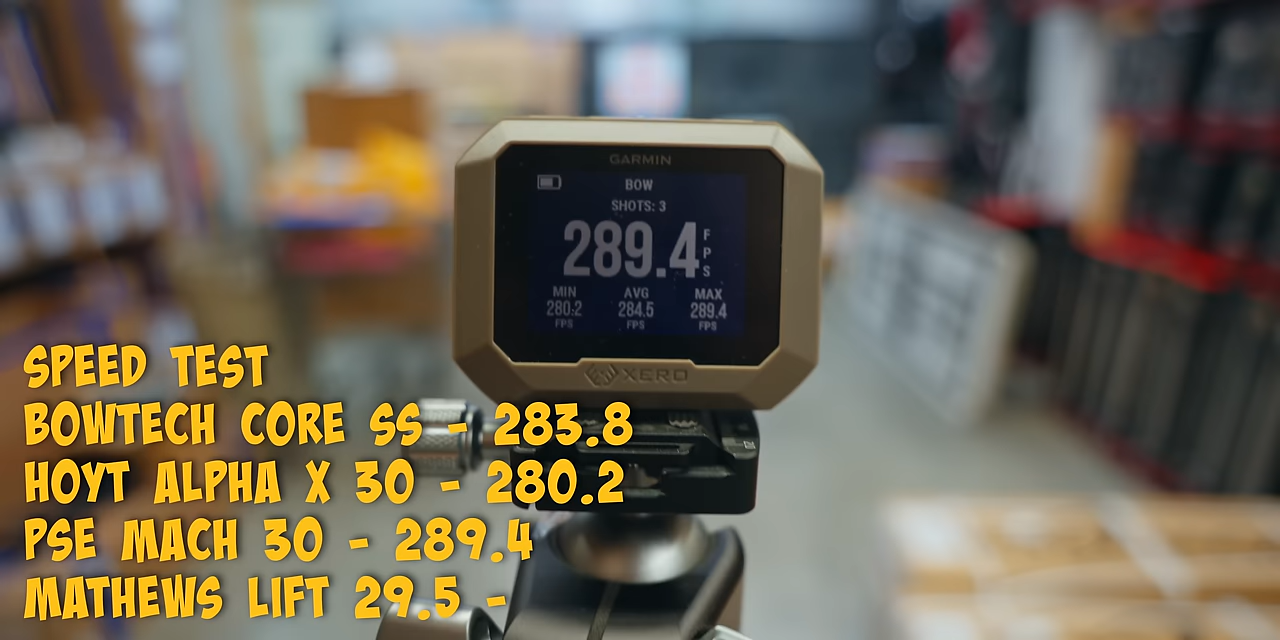 GARMIN
BOW
SHOTS: 3
289.4 FPS
MIN AVG MAX
280.2 284.5 289.4
FPS FPS FPS
XERO
SPEED TEST
BOWTECH CORE SS - 283.8
HOYT ALPHA X 30 - 280.2
PSE MACH 30 - 289.4
MATHEWS LIFT 29.5 -